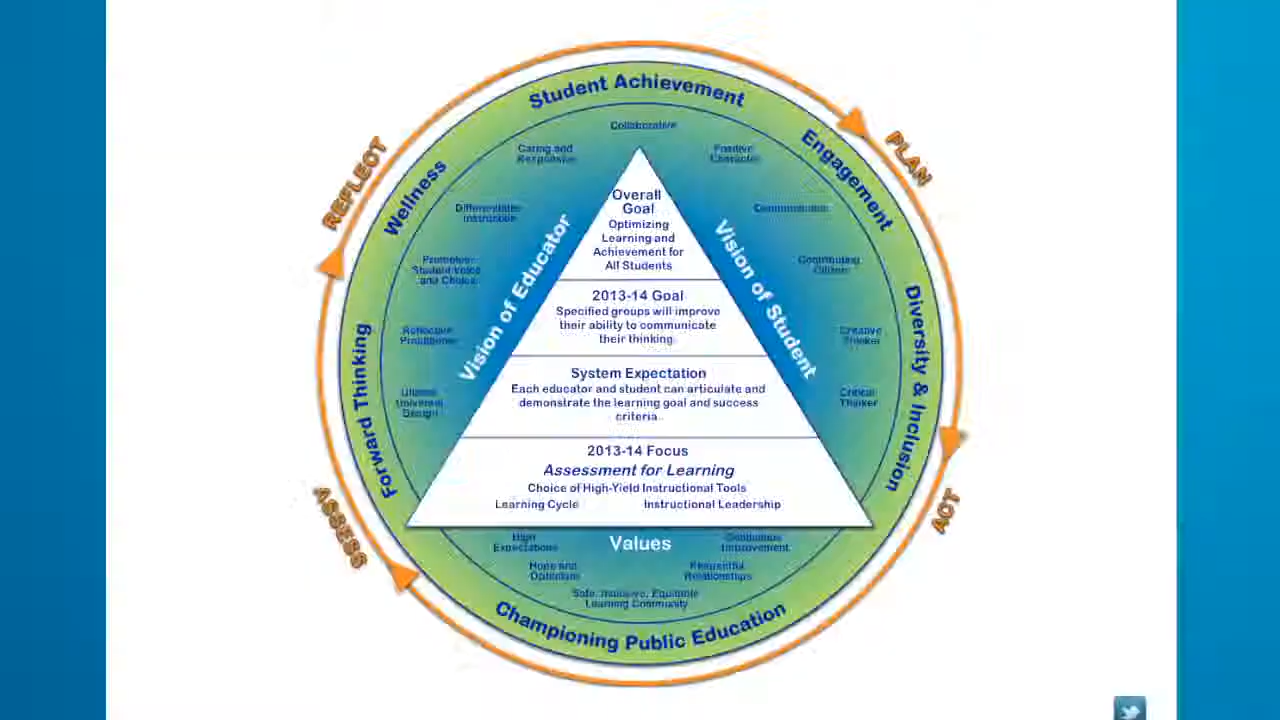 Student Achievement
Engagement
Diversity & Inclusion
Championing Public Education
Forward Thinking
Wellness
PLAN
ACT
ASSESS
REFLECT
Collaborative
Caring and
Responsive
Differentiated
Instruction
Promotes
Student Voice
and Choice
Reflective
Practitioner
Utilizes
Universal
Design
Positive
Character
Communicator
Contributing
Citizen
Creative
Thinker
Critical
Thinker
Vision of Educator
Vision of Student
Overall
Goal
Optimizing
Learning and
Achievement for
All Students
2013-14 Goal
Specified groups will improve
their ability to communicate
their thinking.
System Expectation
Each educator and student can articulate and
demonstrate the learning goal and success
criteria.
2013-14 Focus
Assessment for Learning
Choice of High-Yield Instructional Tools
Learning Cycle
Instructional Leadership
Values
High
Expectations
Continuous
Improvement
Hope and
Optimism
Respectful
Relationships
Safe, Inclusive, Equitable
Learning Community